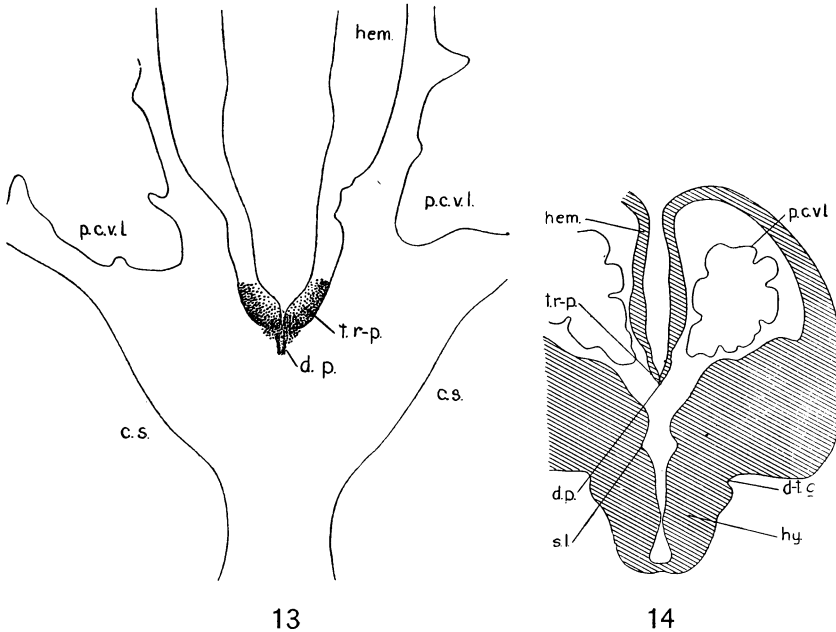 hem.
p.c.v.l.
p.c.v.l.
t.r-p.
d. p.
c.s.
c.s.
13
hem.
p.c.v.l.
t.r-p.
d.p.
s.l.
d-t.c
hy.
14